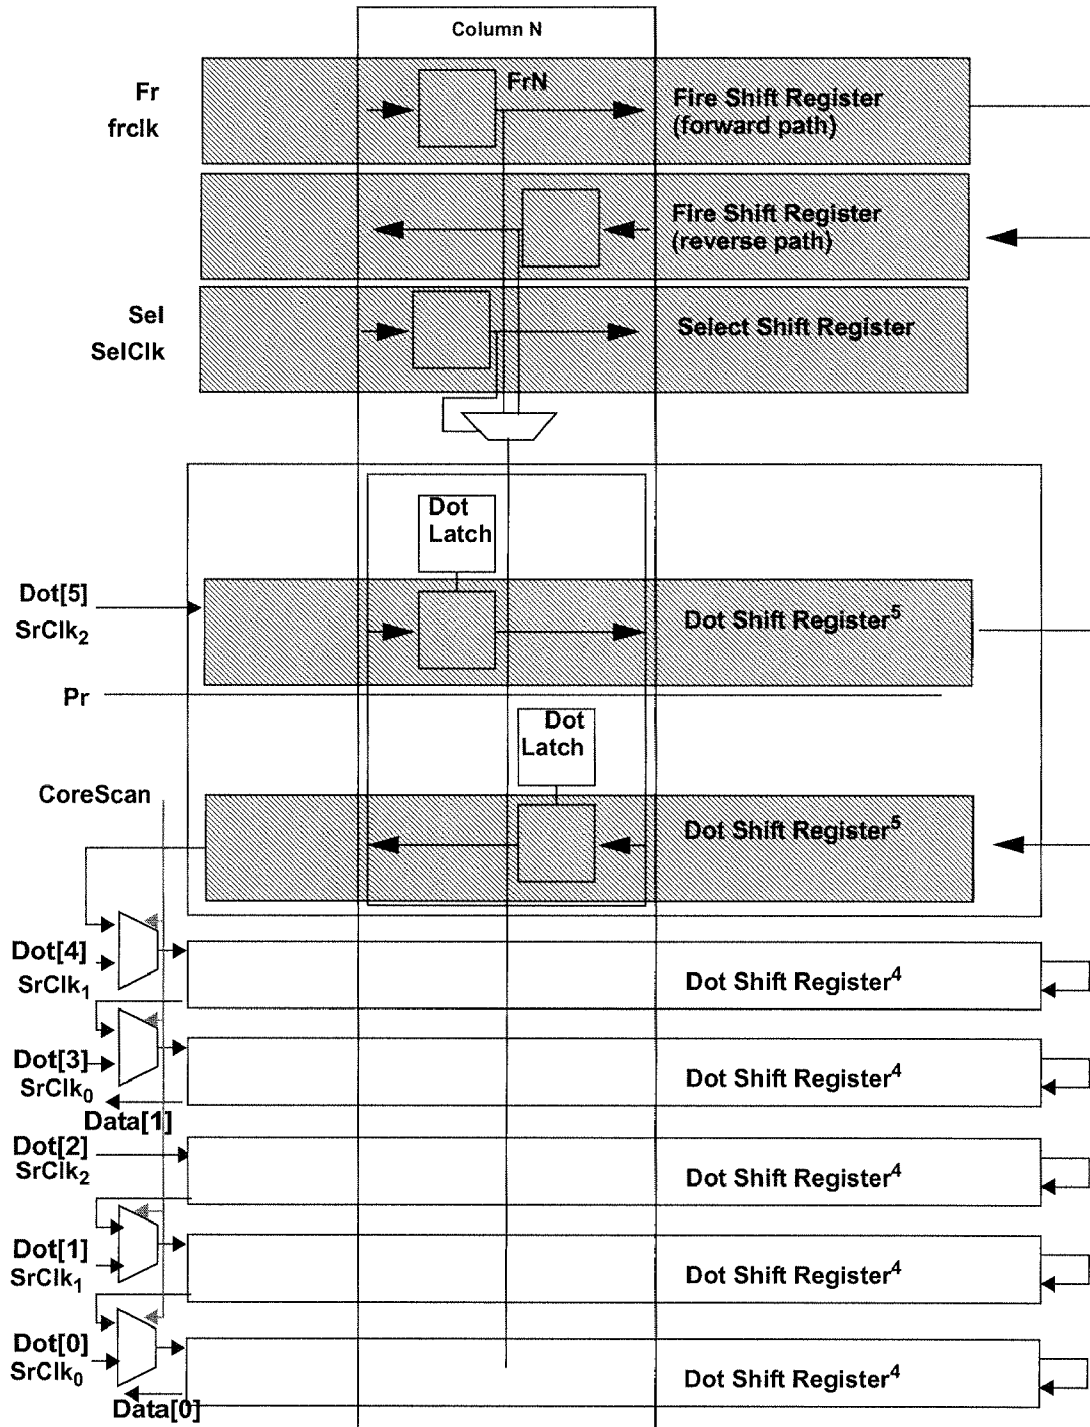 Column N
Fr
frclk
FrN
Fire Shift Register
(forward path)
Fire Shift Register
(reverse path)
Sel
SelClk
Select Shift Register
Dot
Latch
Dot[5]
SrClk₂
Dot Shift Register⁵
Pr
Dot
Latch
CoreScan
Dot Shift Register⁵
Dot[4]
SrClk₁
Dot Shift Register⁴
Dot[3]
SrClk₀
Dot Shift Register⁴
Data[1]
Dot[2]
SrClk₂
Dot Shift Register⁴
Dot[1]
SrClk₁
Dot Shift Register⁴
Dot[0]
SrClk₀
Dot Shift Register⁴
Data[0]